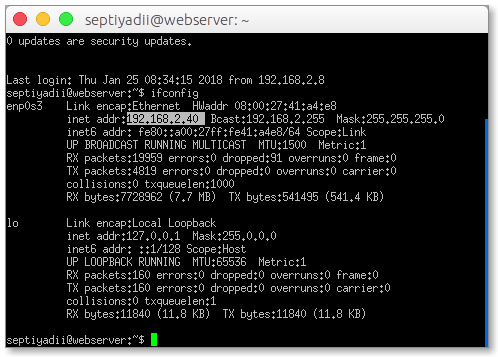 septiyadii@webserver: ~
0 updates are security updates.
Last login: Thu Jan 25 08:34:15 2018 from 192.168.2.8
septiyadii@webserver:~$ ifconfig
enp0s3    Link encap:Ethernet  HWaddr 08:00:27:41:a4:e8
          inet addr:192.168.2.40  Bcast:192.168.2.255  Mask:255.255.255.0
          inet6 addr: fe80::a00:27ff:fe41:a4e8/64 Scope:Link
          UP BROADCAST RUNNING MULTICAST  MTU:1500  Metric:1
          RX packets:19959 errors:0 dropped:91 overruns:0 frame:0
          TX packets:4819 errors:0 dropped:0 overruns:0 carrier:0
          collisions:0 txqueuelen:1000
          RX bytes:7728962 (7.7 MB)  TX bytes:541495 (541.4 KB)
lo        Link encap:Local Loopback
          inet addr:127.0.0.1  Mask:255.0.0.0
          inet6 addr: ::1/128 Scope:Host
          UP LOOPBACK RUNNING  MTU:65536  Metric:1
          RX packets:160 errors:0 dropped:0 overruns:0 frame:0
          TX packets:160 errors:0 dropped:0 overruns:0 carrier:0
          collisions:0 txqueuelen:1
          RX bytes:11840 (11.8 KB)  TX bytes:11840 (11.8 KB)
septiyadii@webserver:~$